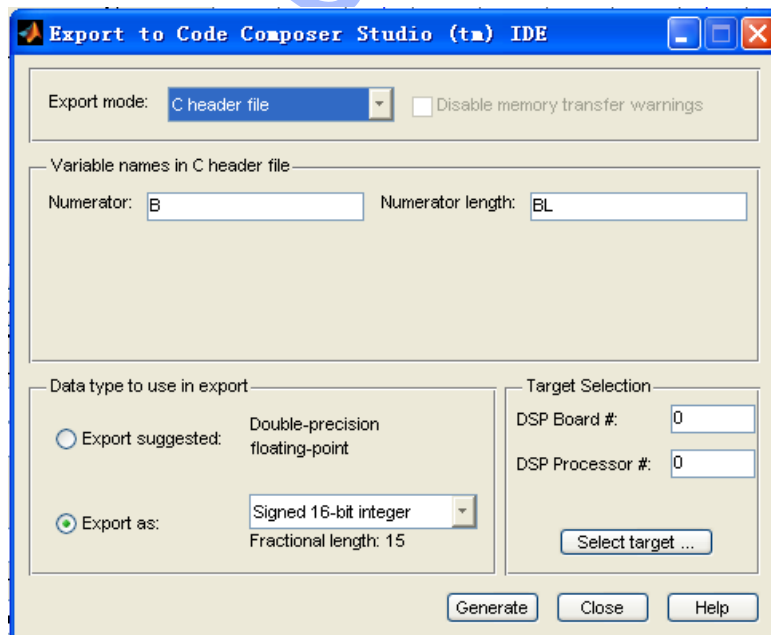 Export to Code Composer Studio (tm) IDE
Export mode: C header file Disable memory transfer warnings
Variable names in C header file
Numerator: B Numerator length: BL
Data type to use in export
Export suggested: Double-precision floating-point
Export as: Signed 16-bit integer
Fractional length: 15
Target Selection
DSP Board #: 0
DSP Processor #: 0
Select target ...
Generate Close Help